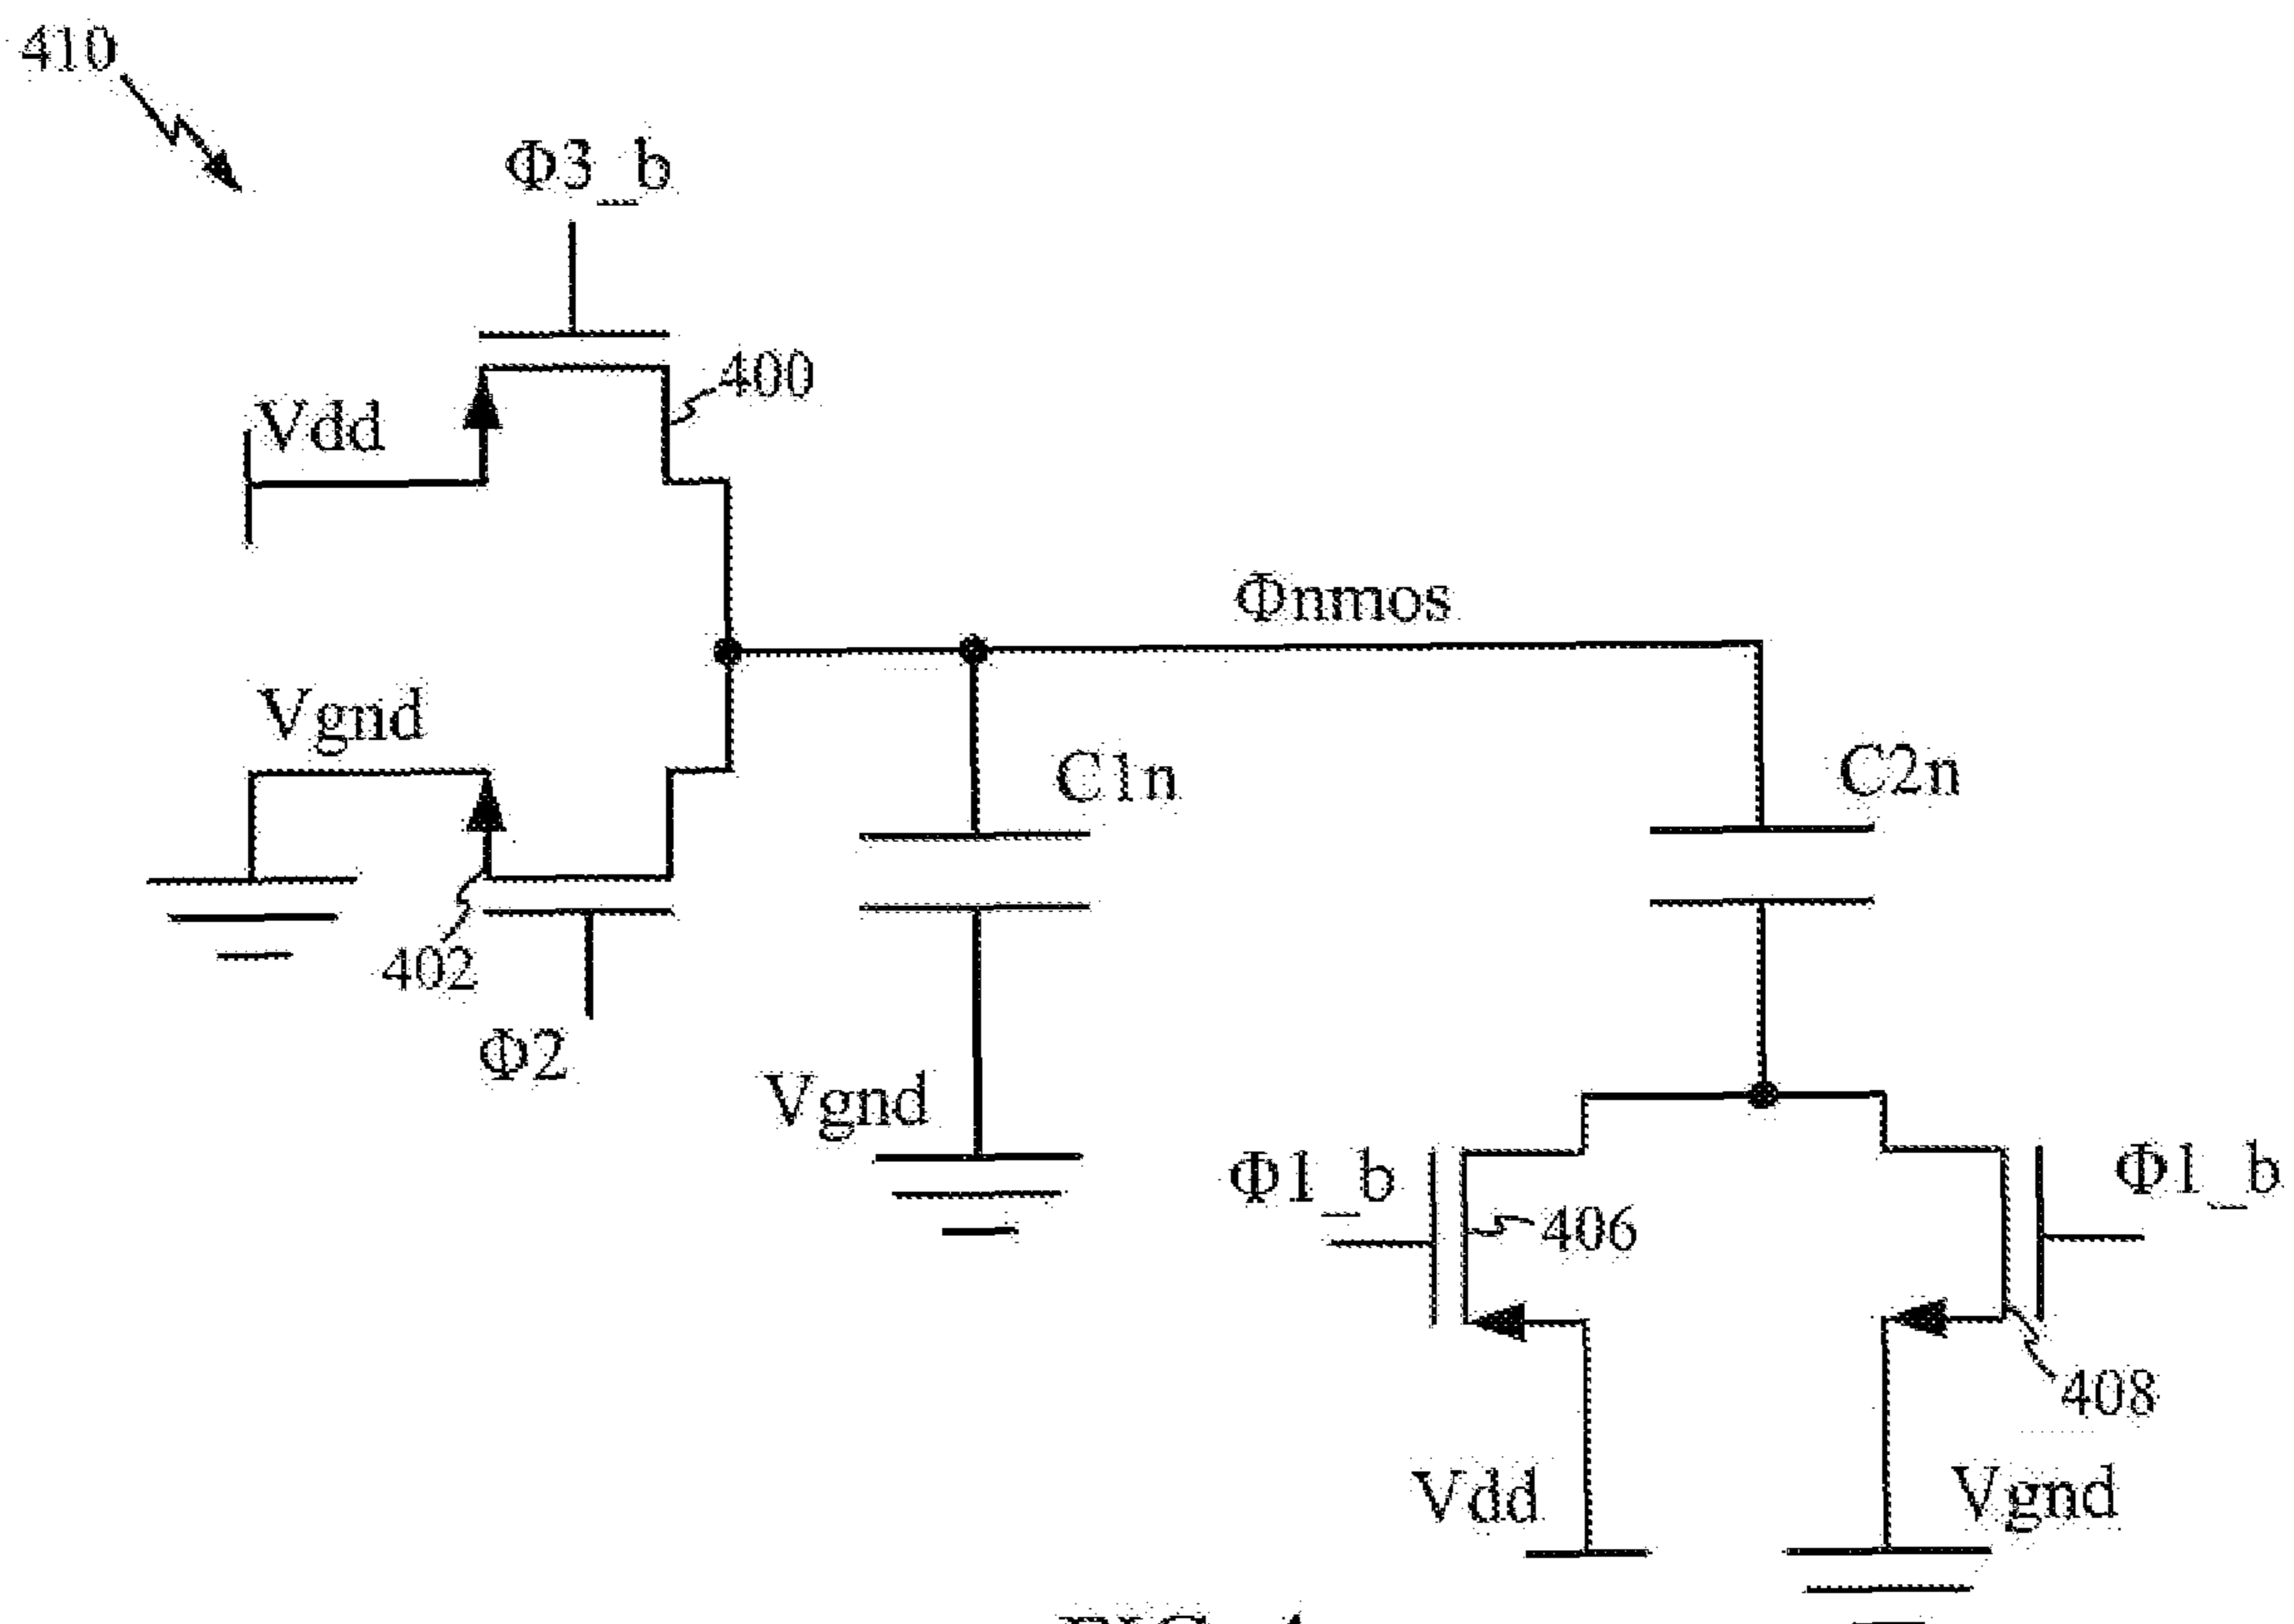 410
Φ3_b
400
Vdd
Φnmos
Vgnd
C1n
C2n
402
Φ2
Vgnd
Φ1_b
406
Φ1_b
408
Vdd
Vgnd